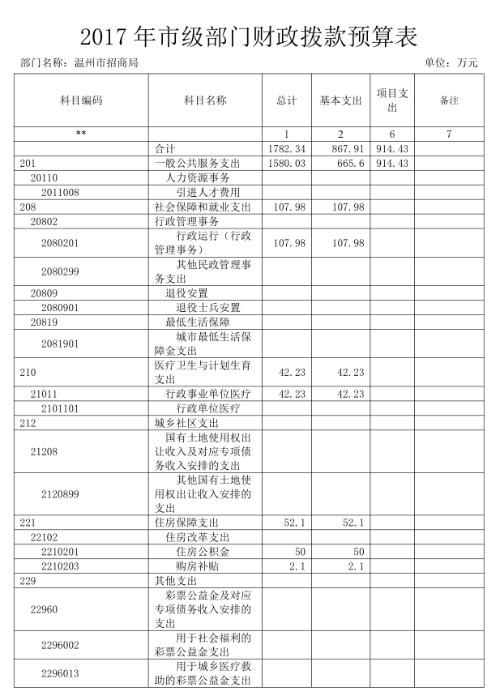 2017 年市级部门财政拨款预算表
部门名称：温州市招商局 单位：万元
科目编码 科目名称 总计 基本支出 项目支出 备注
** 1 2 6 7
合计 1782.34 867.91 914.43
201 一般公共服务支出 1580.03 665.6 914.43
20110 人力资源事务
2011008 引进人才费用
208 社会保障和就业支出 107.98 107.98
20802 行政管理事务
2080201 行政运行（行政管理事务） 107.98 107.98
2080299 其他民政管理事务支出
20809 退役安置
2080901 退役士兵安置
20819 最低生活保障
2081901 城市最低生活保障金支出
210 医疗卫生与计划生育支出 42.23 42.23
21011 行政事业单位医疗 42.23 42.23
2101101 行政单位医疗
212 城乡社区支出
21208 国有土地使用权出让收入及对应专项债务收入安排的支出
2120899 其他国有土地使用权出让收入安排的支出
221 住房保障支出 52.1 52.1
22102 住房改革支出
2210201 住房公积金 50 50
2210203 购房补贴 2.1 2.1
229 其他支出
22960 彩票公益金及对应专项债务收入安排的支出
2296002 用于社会福利的彩票公益金支出
2296013 用于城乡医疗救助的彩票公益金支出